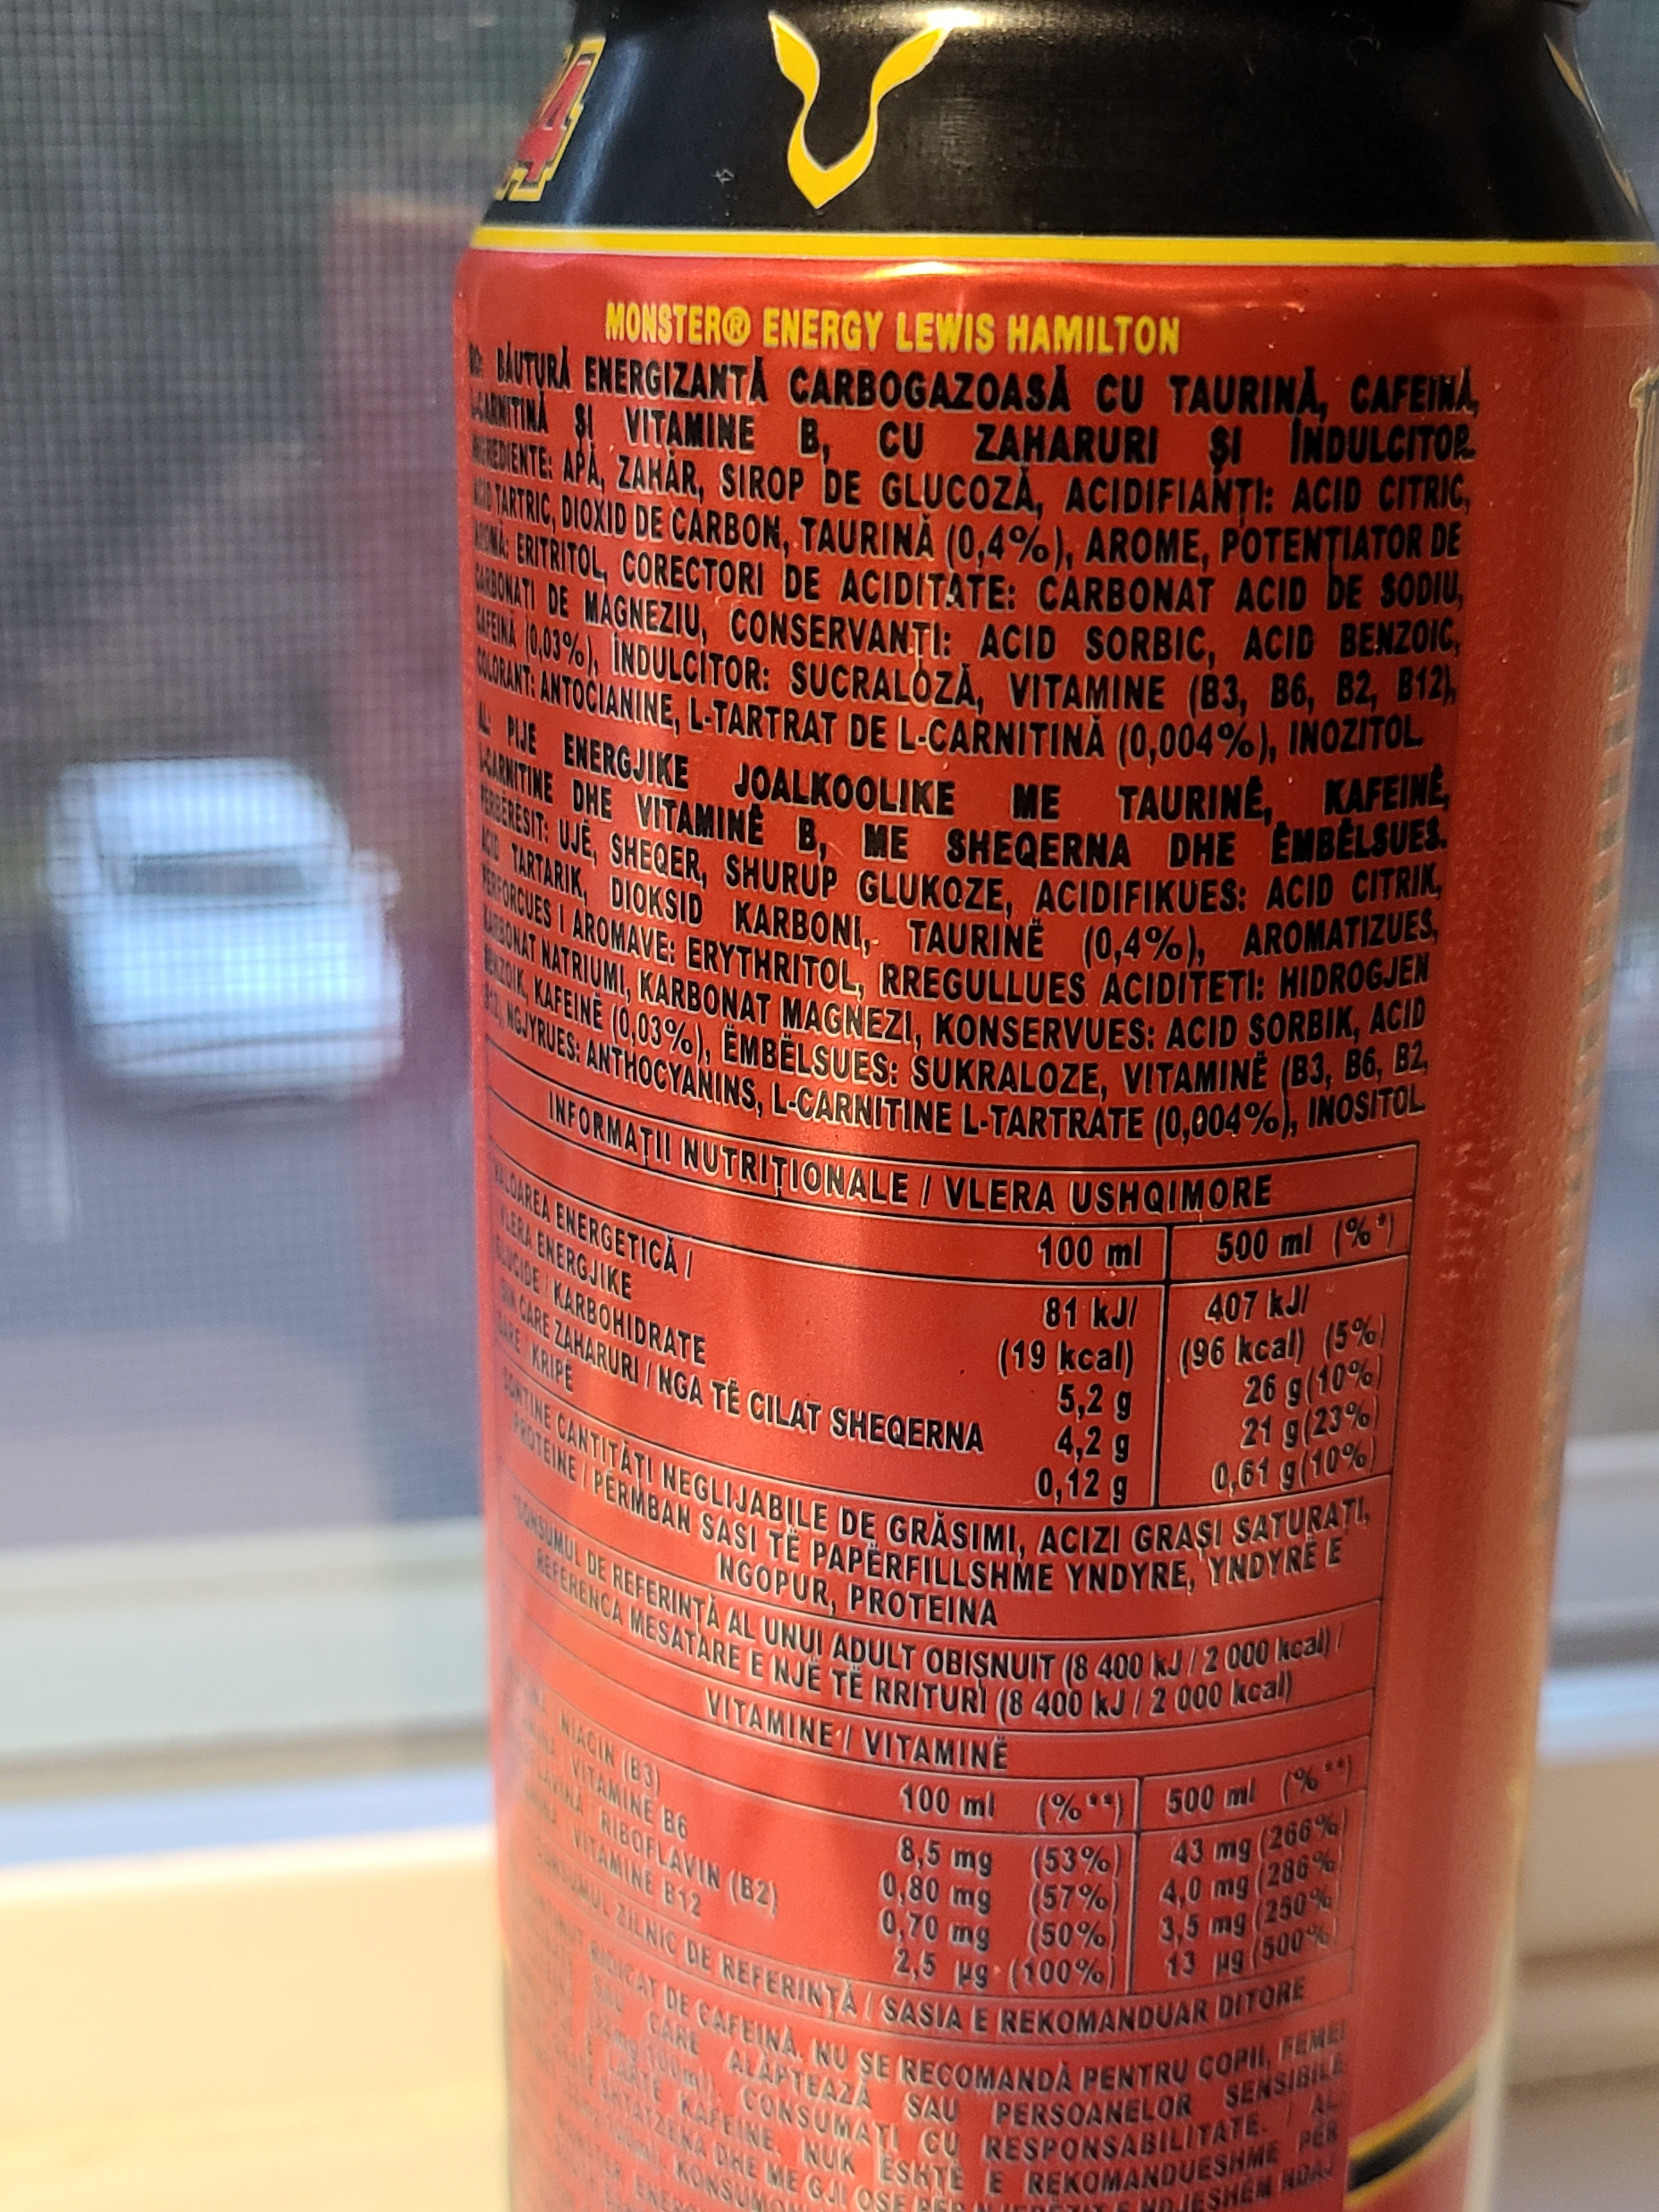 44
MONSTER® ENERGY LEWIS HAMILTON
RO: BĂUTURĂ ENERGIZANTĂ CARBOGAZOASĂ CU TAURINĂ, CAFEINĂ,
L-CARNITINĂ ȘI VITAMINE B, CU ZAHARURI ȘI ÎNDULCITOR.
INGREDIENTE: APĂ, ZAHĂR, SIROP DE GLUCOZĂ, ACIDIFIANȚI: ACID CITRIC,
ACID TARTRIC, DIOXID DE CARBON, TAURINĂ (0,4%), AROME, POTENȚIATOR DE
AROMĂ: ERITRITOL, CORECTORI DE ACIDITATE: CARBONAT ACID DE SODIU,
CARBONAȚI DE MAGNEZIU, CONSERVANȚI: ACID SORBIC, ACID BENZOIC,
CAFEINĂ (0,03%), ÎNDULCITOR: SUCRALOZĂ, VITAMINE (B3, B6, B2, B12),
COLORANT: ANTOCIANINE, L-TARTRAT DE L-CARNITINĂ (0,004%), INOZITOL
AL: PIJE ENERGJIKE JOALKOOLIKE ME TAURINË, KAFEINË,
L-CARNITINE DHE VITAMINË B, ME SHEQERNA DHE ËMBËLSUES.
PERBERËSIT: UJË, SHEQER, SHURUP GLUKOZE, ACIDIFIKUES: ACID CITRIK,
ACID TARTARIK, DIOKSID KARBONI, TAURINË (0,4%), AROMATIZUES,
PERFORCUES I AROMAVE: ERYTHRITOL, RREGULLUES ACIDITETI: HIDROGJEN
KARBONAT NATRIUMI, KARBONAT MAGNEZI, KONSERVUES: ACID SORBIK, ACID
BENZOIK, KAFEINË (0,03%), ËMBËLSUES: SUKRALOZE, VITAMINË (B3, B6, B2,
B12, NGJYRUES: ANTHOCYANINS, L-CARNITINE L-TARTRATE (0,004%), INOSITOL
INFORMAȚII NUTRIȚIONALE / VLERA USHQIMORE
100 ml 500 ml (%*)
VALOAREA ENERGETICĂ /
VLERA ENERGJIKE 81 kJ/ 407 kJ/
(19 kcal) (96 kcal) (5%)
GLUCIDE / KARBOHIDRATE 5,2 g 26 g(10%)
DIN CARE ZAHARURI / NGA TË CILAT SHEQERNA 4,2 g 21 g(23%)
SARE / KRIPË 0,12 g 0,61 g(10%)
CONȚINE CANTITĂȚI NEGLIJABILE DE GRĂSIMI, ACIZI GRAȘI SATURAȚI,
PROTEINE / PËRMBAN SASI TË PAPËRFILLSHME YNDYRE, YNDYRË E
NGOPUR, PROTEINA
*CONSUMUL DE REFERINȚĂ AL UNUI ADULT OBIȘNUIT (8 400 kJ / 2 000 kcal) /
REFERENCA MESATARE E NJË TË RRITURI (8 400 kJ / 2 000 kcal)
VITAMINE / VITAMINË
100 ml (%**) 500 ml (%**)
NIACIN (B3) 8,5 mg (53%) 43 mg (266%)
VITAMINË B6 0,80 mg (57%) 4,0 mg (286%)
RIBOFLAVIN (B2) 0,70 mg (50%) 3,5 mg (250%)
VITAMINË B12 2,5 µg (100%) 13 µg (500%)
CONSUMUL ZILNIC DE REFERINȚĂ / SASIA E REKOMANDUAR DITORE
RIDICAT DE CAFEINĂ. NU SE RECOMANDĂ PENTRU COPII, FEMEI
SAU CARE ALĂPTEAZĂ SAU PERSOANELOR SENSIBILE
CONSUMAȚI CU RESPONSABILITATE. / AL
LARTË KAFEINE. NUK ËSHTË E REKOMANDUESHME PËR
DHE ME GJI OSE